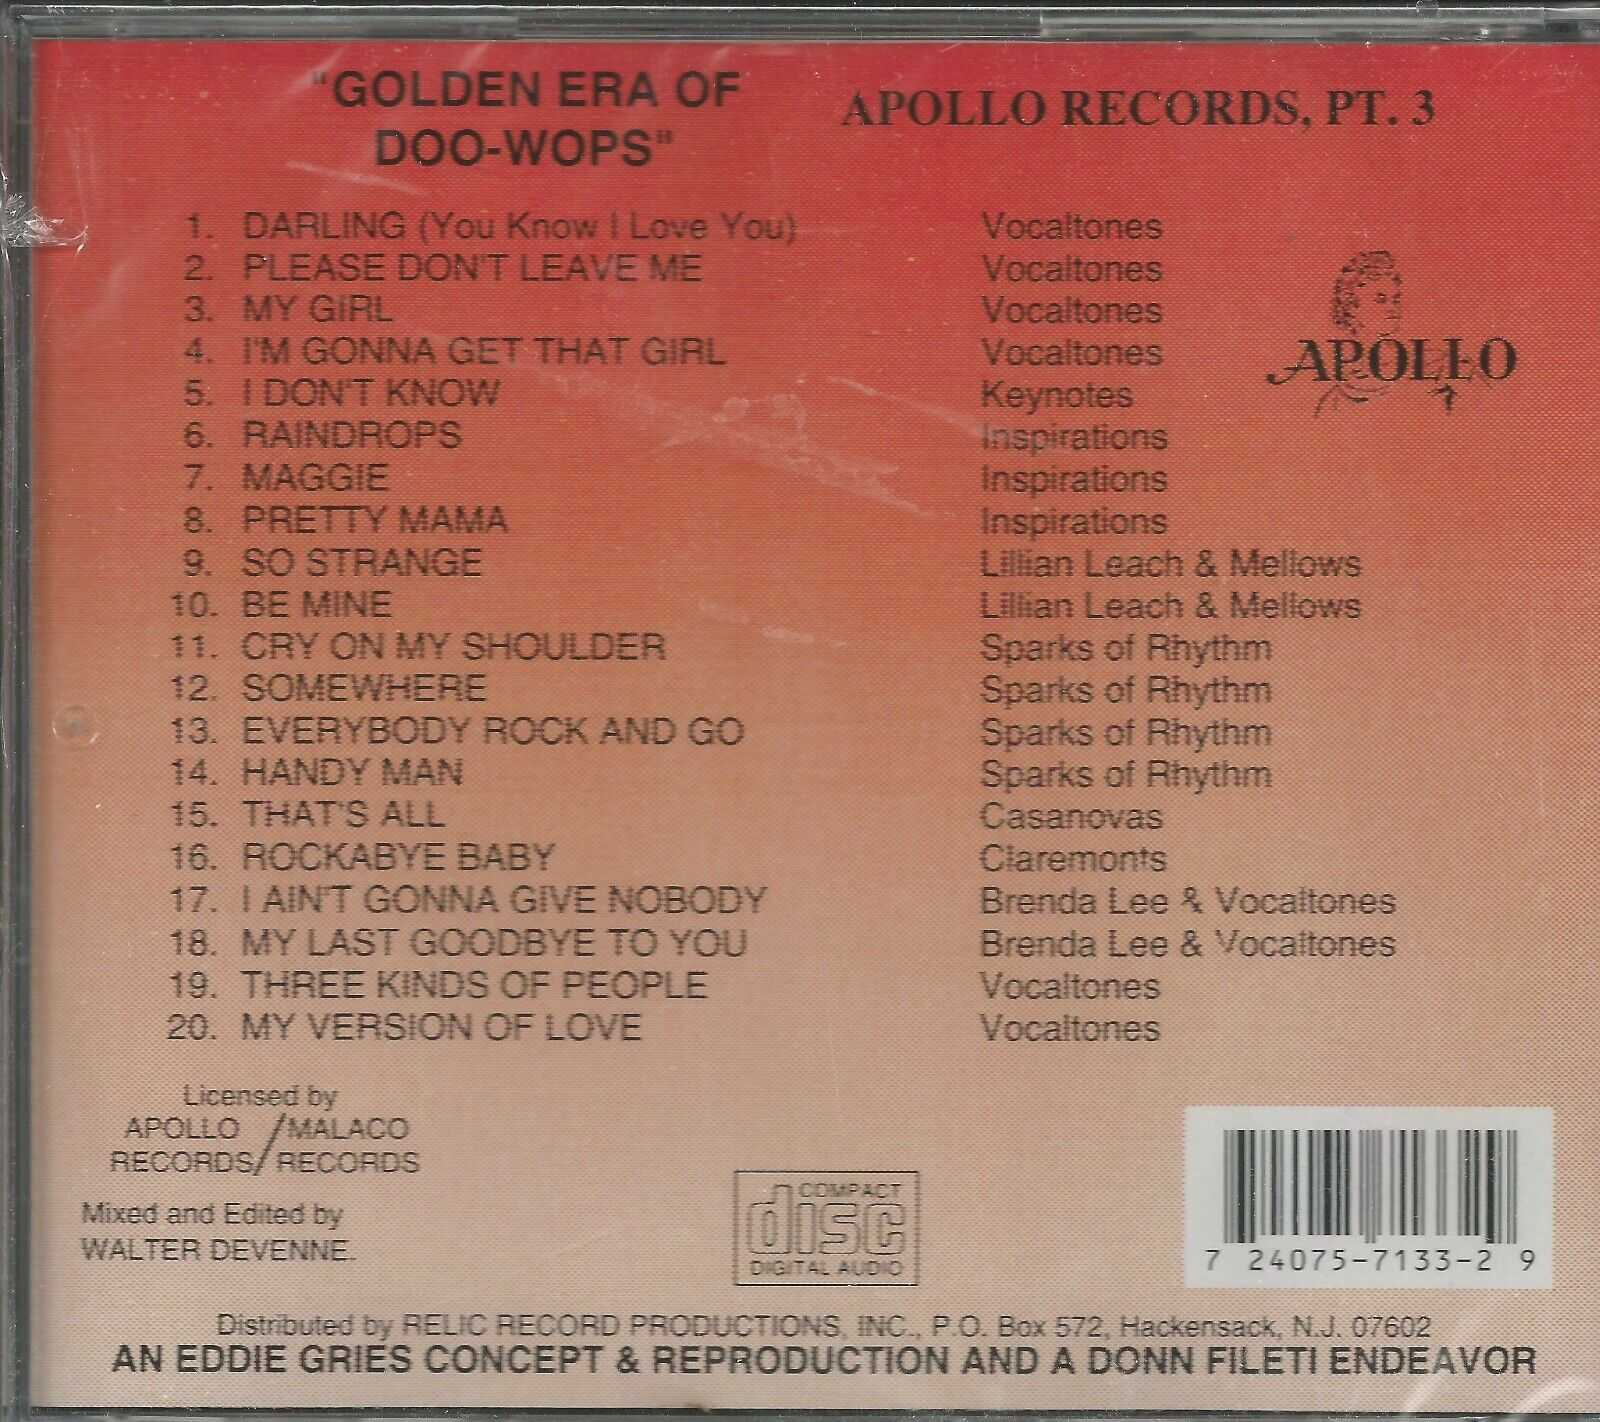 "GOLDEN ERA OF
DOO-WOPS"
APOLLO RECORDS, PT. 3
1. DARLING (You Know I Love You) Vocaltones
2. PLEASE DON'T LEAVE ME Vocaltones
3. MY GIRL Vocaltones
4. I'M GONNA GET THAT GIRL Vocaltones
5. I DON'T KNOW Keynotes
6. RAINDROPS Inspirations
7. MAGGIE Inspirations
8. PRETTY MAMA Inspirations
9. SO STRANGE Lillian Leach & Mellows
10. BE MINE Lillian Leach & Mellows
11. CRY ON MY SHOULDER Sparks of Rhythm
12. SOMEWHERE Sparks of Rhythm
13. EVERYBODY ROCK AND GO Sparks of Rhythm
14. HANDY MAN Sparks of Rhythm
15. THAT'S ALL Casanovas
16. ROCKABYE BABY Claremonts
17. I AIN'T GONNA GIVE NOBODY Brenda Lee & Vocaltones
18. MY LAST GOODBYE TO YOU Brenda Lee & Vocaltones
19. THREE KINDS OF PEOPLE Vocaltones
20. MY VERSION OF LOVE Vocaltones
APOLLO
Licensed by
APOLLO / MALACO
RECORDS / RECORDS
Mixed and Edited by
WALTER DEVENNE.
COMPACT
disc
DIGITAL AUDIO
7 24075-7133-2 9
Distributed by RELIC RECORD PRODUCTIONS, INC., P.O. Box 572, Hackensack, N.J. 07602
AN EDDIE GRIES CONCEPT & REPRODUCTION AND A DONN FILETI ENDEAVOR